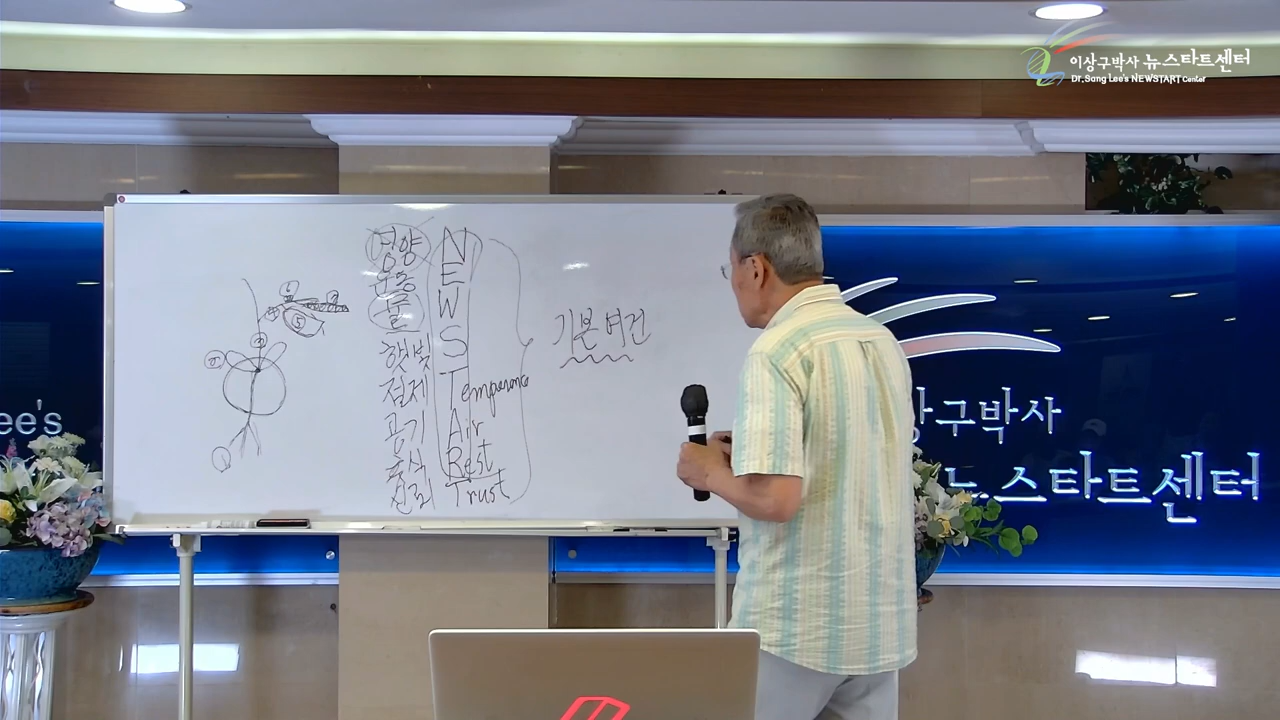 이상구박사 뉴스타트센터
Dr. Sang Lee's NEWSTART Center
영양 N
운동 E
물 W
햇빛 S
절제 Temperance
공기 Air
휴식 Rest
신뢰 Trust
기본 여건
ee's
상구박사
뉴스타트센터